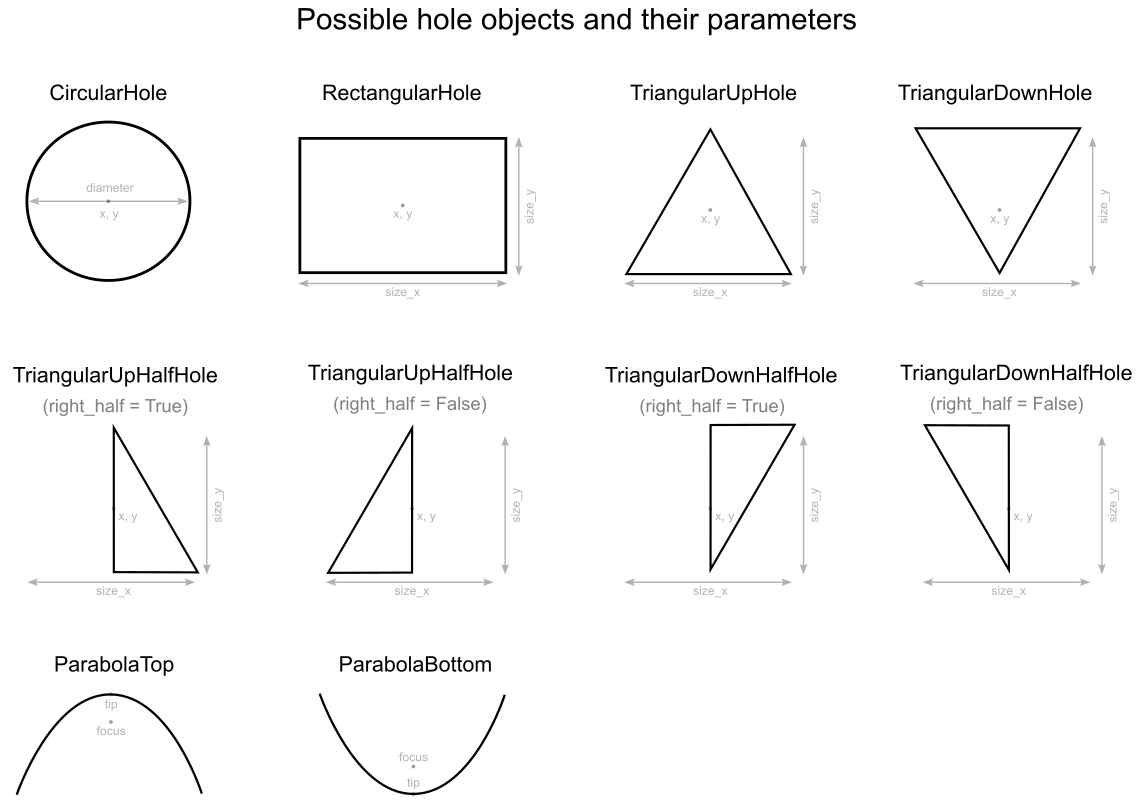 Possible hole objects and their parameters
CircularHole
RectangularHole
TriangularUpHole
TriangularDownHole
diameter
x, y
x, y
size_y
size_x
x, y
size_y
size_x
x, y
size_y
size_x
TriangularUpHalfHole
(right_half = True)
TriangularUpHalfHole
(right_half = False)
TriangularDownHalfHole
(right_half = True)
TriangularDownHalfHole
(right_half = False)
x, y
size_y
size_x
x, y
size_y
size_x
x, y
size_y
size_x
x, y
size_y
size_x
ParabolaTop
tip
focus
ParabolaBottom
focus
tip